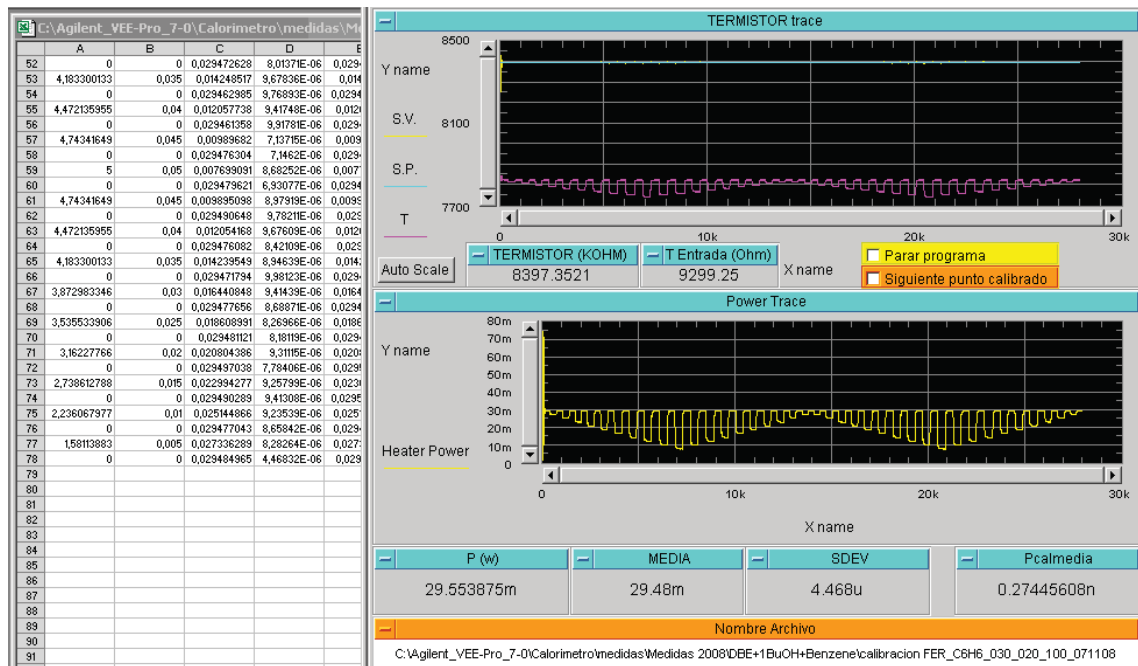 C:\Agilent_VEE-Pro_7-0\Calorimetro\medidas\Me
A B C D E
52 0 0 0,029472628 8,01371E-06 0,029
53 4,183300133 0,035 0,014248517 9,67836E-06 0,014
54 0 0 0,029462985 9,76893E-06 0,0294
55 4,472135955 0,04 0,012057738 9,41748E-06 0,0120
56 0 0 0,029461358 9,91781E-06 0,029
57 4,74341649 0,045 0,00989682 7,13715E-06 0,009
58 0 0 0,029476304 7,1462E-06 0,029
59 5 0,05 0,007699091 8,68252E-06 0,007
60 0 0 0,029479621 6,93077E-06 0,0294
61 4,74341649 0,045 0,009895098 8,97919E-06 0,0099
62 0 0 0,029490648 9,78211E-06 0,029
63 4,472135955 0,04 0,012054168 9,67609E-06 0,0120
64 0 0 0,029476082 8,42109E-06 0,029
65 4,183300133 0,035 0,014239549 8,94639E-06 0,014
66 0 0 0,029471794 9,98123E-06 0,029
67 3,872983346 0,03 0,016440848 9,41439E-06 0,0164
68 0 0 0,029477656 8,68871E-06 0,0294
69 3,535533906 0,025 0,018608991 8,26966E-06 0,0186
70 0 0 0,029481121 8,18119E-06 0,029
71 3,16227766 0,02 0,020804386 9,31115E-06 0,020
72 0 0 0,029497038 7,78406E-06 0,029
73 2,738612788 0,015 0,022994277 9,25799E-06 0,0230
74 0 0 0,029490289 9,41308E-06 0,0295
75 2,236067977 0,01 0,025144866 9,23539E-06 0,025
76 0 0 0,029477043 8,65842E-06 0,029
77 1,58113883 0,005 0,027336289 8,28264E-06 0,027
78 0 0 0,029484965 4,46832E-06 0,029
79
80
81
82
83
84
85
86
87
88
89
90
91
TERMISTOR trace
8500
Y name
S.V.
8100
S.P.
7700
T
0 10k 20k 30k
Auto Scale
TERMISTOR (KOHM)
8397.3521
T Entrada (Ohm)
9299.25
X name
Parar programa
Siguiente punto calibrado
Power Trace
80m
70m
Y name
60m
50m
40m
30m
20m
Heater Power
10m
0
0 10k 20k 30k
X name
P (w) MEDIA SDEV Pcalmedia
29.553875m 29.48m 4.468u 0.27445608n
Nombre Archivo
C:\Agilent_VEE-Pro_7-0\Calorimetro\medidas\Medidas 2008\DBE+1BuOH+Benzene\calibracion FER_C6H6_030_020_100_071108